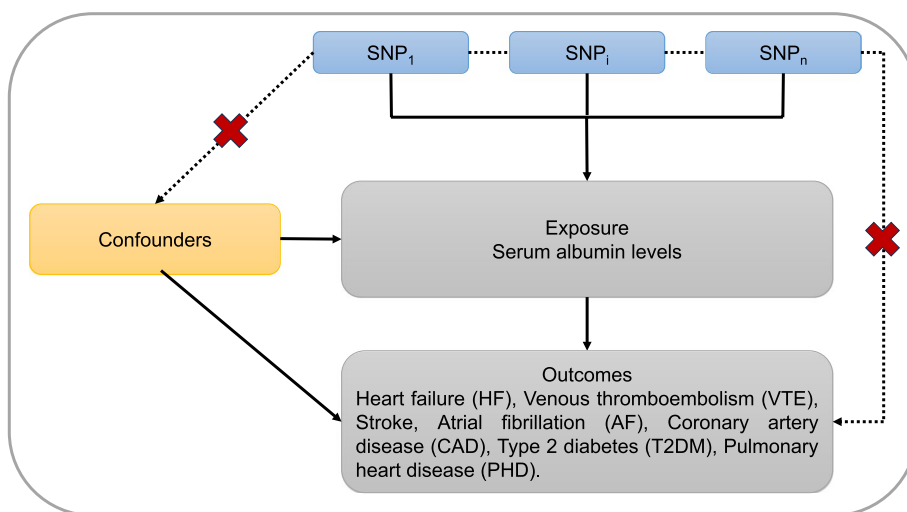 SNP₁ SNPᵢ SNPₙ
Confounders
Exposure
Serum albumin levels
Outcomes
Heart failure (HF), Venous thromboembolism (VTE),
Stroke, Atrial fibrillation (AF), Coronary artery
disease (CAD), Type 2 diabetes (T2DM), Pulmonary
heart disease (PHD).